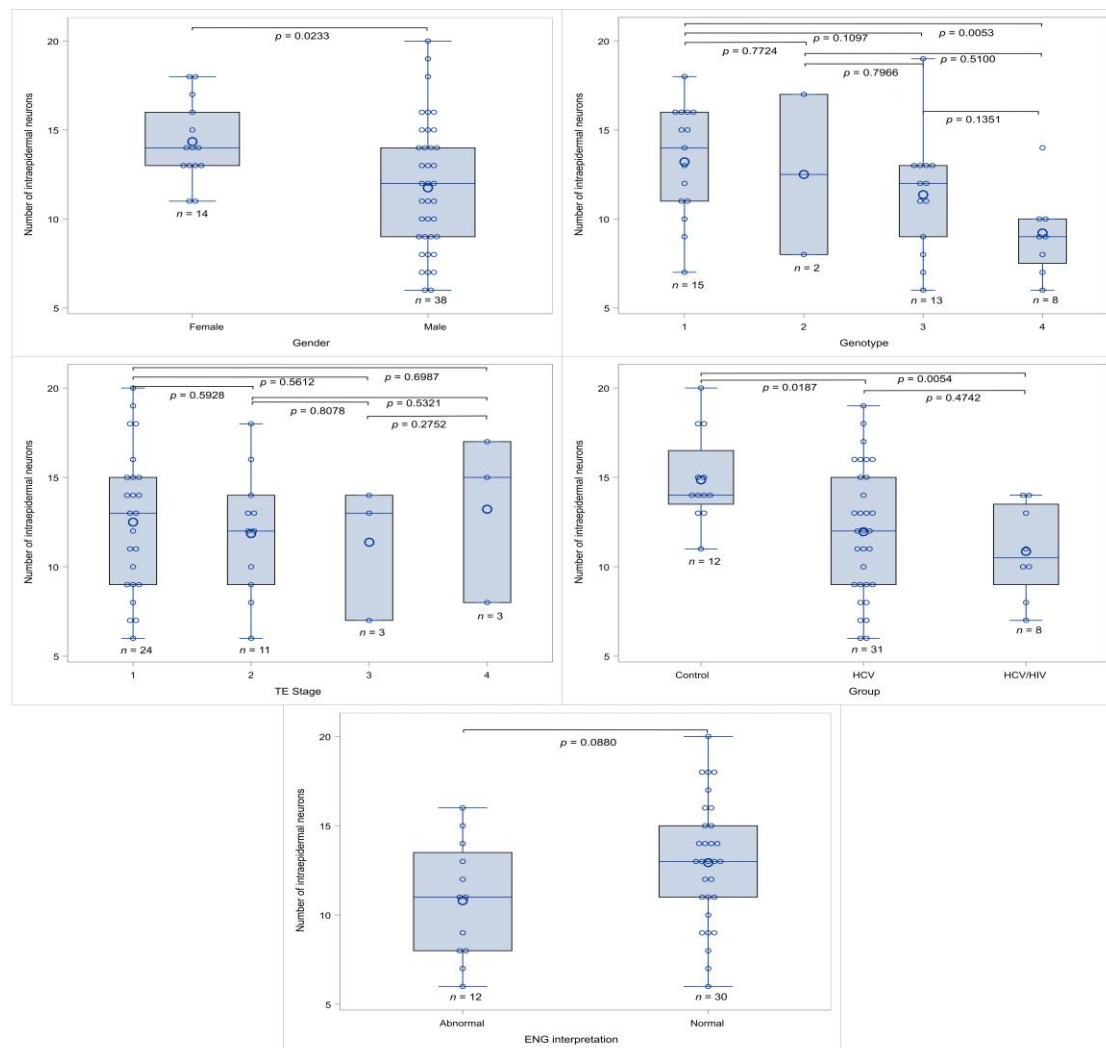 p = 0.0233
20
15
10
5
Number of intraepidermal neurons
n = 14
n = 38
Female Male
Gender
p = 0.0053
p = 0.1097
p = 0.7724
p = 0.5100
p = 0.7966
p = 0.1351
20
15
10
5
Number of intraepidermal neurons
n = 15
n = 2
n = 13
n = 8
1 2 3 4
Genotype
p = 0.6987
p = 0.5612
p = 0.5928
p = 0.5321
p = 0.8078
p = 0.2752
20
15
10
5
Number of intraepidermal neurons
n = 24
n = 11
n = 3
n = 3
1 2 3 4
TE Stage
p = 0.0054
p = 0.0187
p = 0.4742
20
15
10
5
Number of intraepidermal neurons
n = 12
n = 31
n = 8
Control HCV HCV/HIV
Group
p = 0.0880
20
15
10
5
Number of intraepidermal neurons
n = 12
n = 30
Abnormal Normal
ENG interpretation